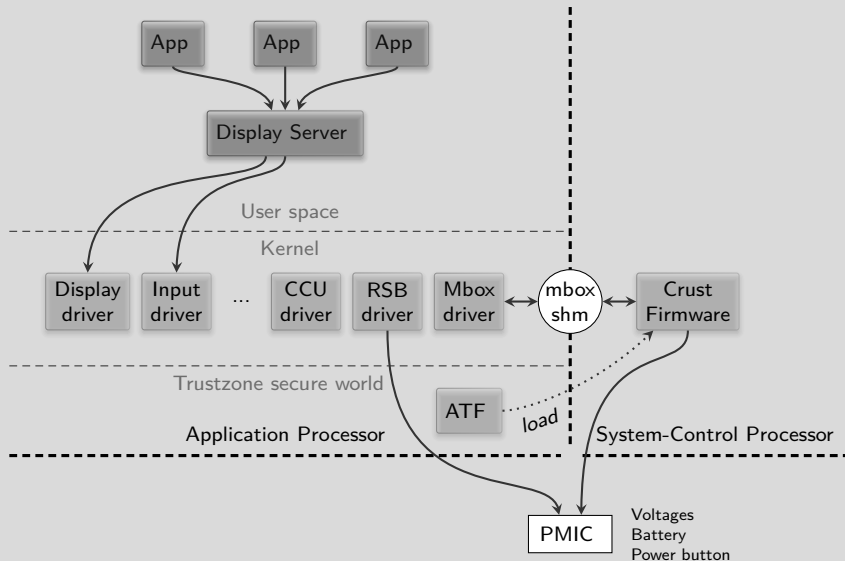 App App App
Display Server
User space
Kernel
Display driver
Input driver
...
CCU driver
RSB driver
Mbox driver
mbox shm
Crust Firmware
Trustzone secure world
ATF
load
Application Processor
System-Control Processor
PMIC
Voltages
Battery
Power button